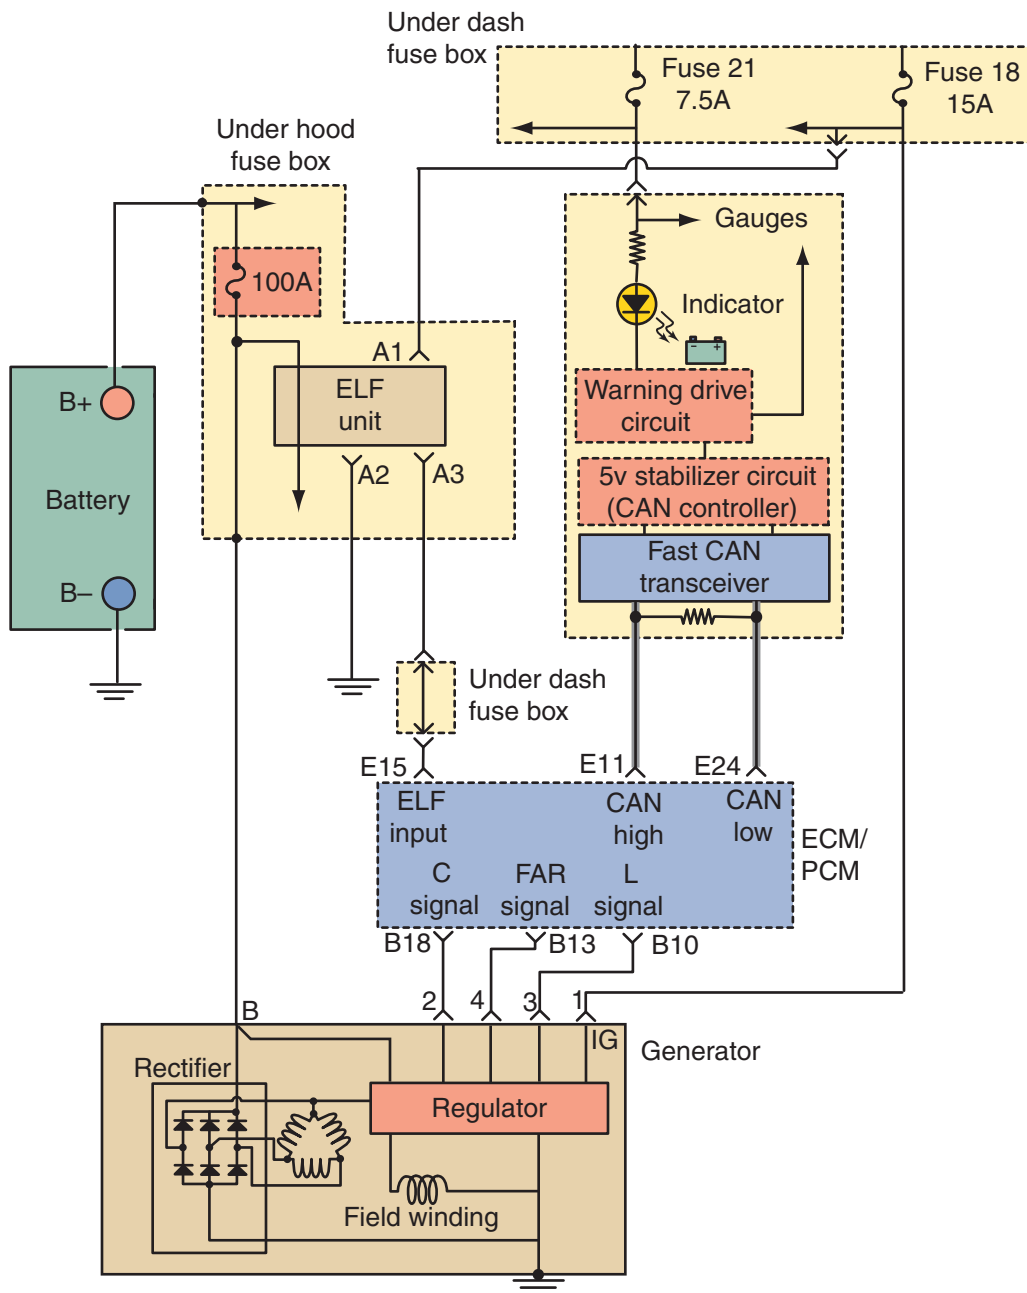 Under dash
fuse box
Fuse 21
7.5A
Fuse 18
15A
Under hood
fuse box
100A
Gauges
Indicator
A1
ELF
unit
A2
A3
B+
Battery
B–
Warning drive
circuit
5v stabilizer circuit
(CAN controller)
Fast CAN
transceiver
Under dash
fuse box
E15
E11
E24
ELF
input
CAN
high
CAN
low
ECM/
PCM
C
signal
FAR
signal
L
signal
B18
B13
B10
2
4
3
1
B
IG
Generator
Rectifier
Regulator
Field winding
– +